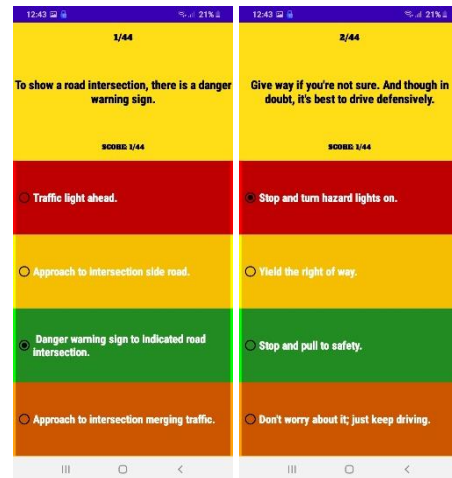 12:43 21%
1/44
To show a road intersection, there is a danger
warning sign.
SCORE: 1/44
Traffic light ahead.
Approach to intersection side road.
Danger warning sign to indicated road
intersection.
Approach to intersection merging traffic.
12:43 21%
2/44
Give way if you're not sure. And though in
doubt, it's best to drive defensively.
SCORE: 1/44
Stop and turn hazard lights on.
Yield the right of way.
Stop and pull to safety.
Don't worry about it; just keep driving.